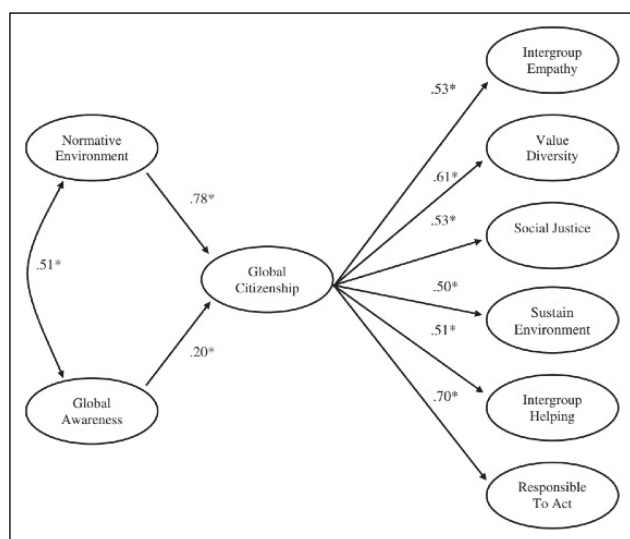 Intergroup
Empathy
.53*
Normative
Environment
Value
Diversity
.61*
.78*
.53*
Social Justice
.51*
Global
Citizenship
.50*
Sustain
Environment
.51*
.20*
Global
Awareness
.70*
Intergroup
Helping
Responsible
To Act